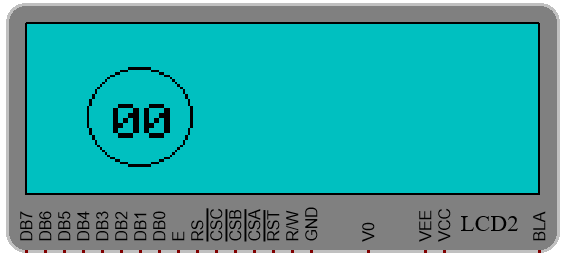 00
DB7 DB6 DB5 DB4 DB3 DB2 DB1 DB0 E RS CSC CSB CSA RST R/W GND V0 VEE VCC LCD2 BLA